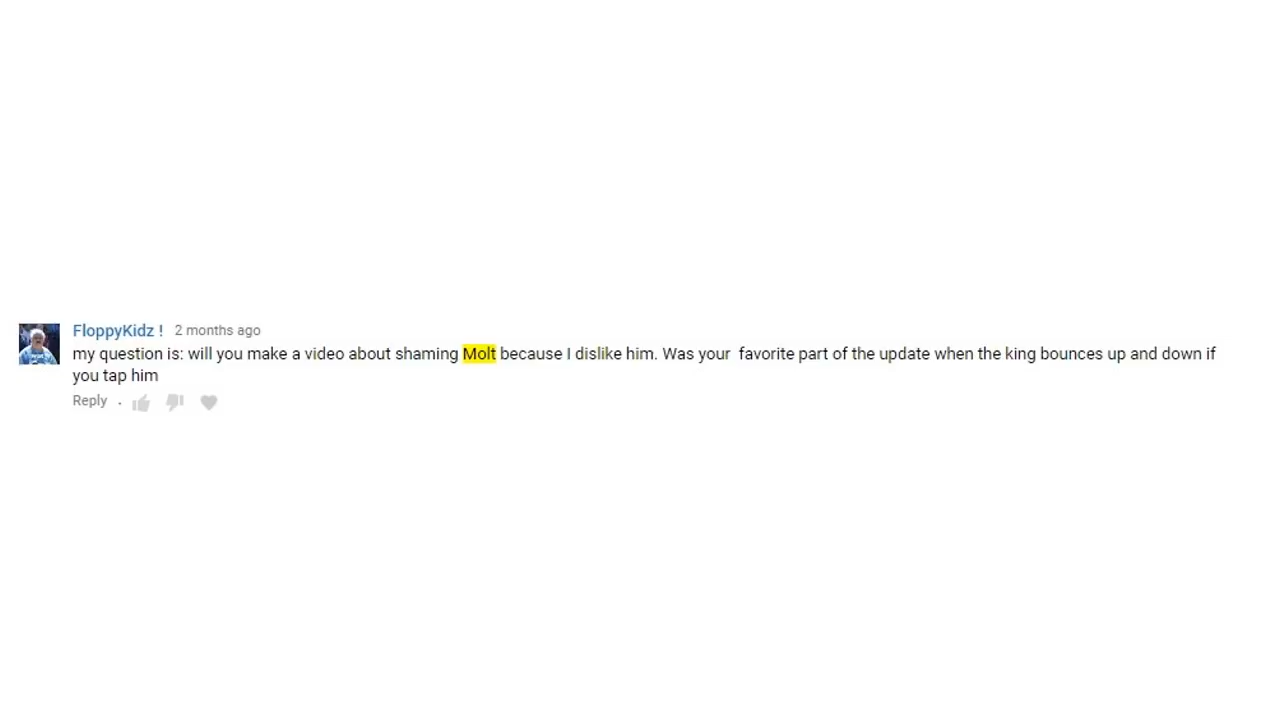 FloppyKidz ! 2 months ago
my question is: will you make a video about shaming Molt because I dislike him. Was your  favorite part of the update when the king bounces up and down if
you tap him
Reply .